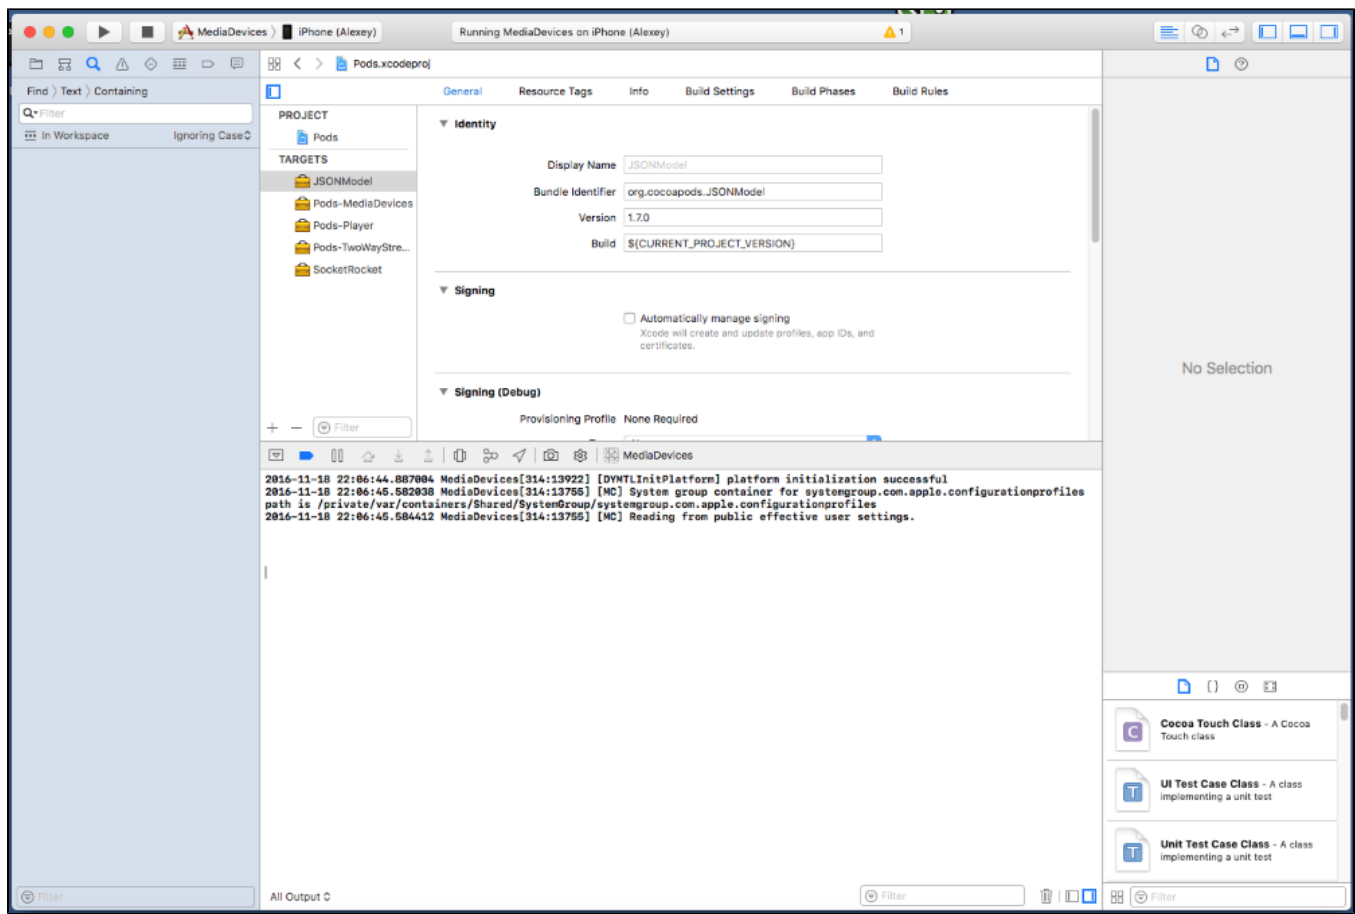 MediaDevices 〉 iPhone (Alexey)
Running MediaDevices on iPhone (Alexey)
1
Pods.xcodeproj
Find 〉 Text 〉 Containing
Filter
In Workspace
Ignoring Case
General
Resource Tags
Info
Build Settings
Build Phases
Build Rules
PROJECT
Pods
TARGETS
JSONModel
Pods-MediaDevices
Pods-Player
Pods-TwoWayStre...
SocketRocket
Filter
Identity
Display Name JSONModel
Bundle Identifier org.cocoapods.JSONModel
Version 1.7.0
Build ${CURRENT_PROJECT_VERSION}
Signing
Automatically manage signing
Xcode will create and update profiles, app IDs, and
certificates.
Signing (Debug)
Provisioning Profile None Required
MediaDevices
2016-11-18 22:06:44.887004 MediaDevices[314:13922] [DYMTLInitPlatform] platform initialization successful
2016-11-18 22:06:45.582038 MediaDevices[314:13755] [MC] System group container for systemgroup.com.apple.configurationprofiles
path is /private/var/containers/Shared/SystemGroup/systemgroup.com.apple.configurationprofiles
2016-11-18 22:06:45.584412 MediaDevices[314:13755] [MC] Reading from public effective user settings.
No Selection
{}
C
Cocoa Touch Class - A Cocoa
Touch class
T
UI Test Case Class - A class
implementing a unit test
T
Unit Test Case Class - A class
implementing a unit test
Filter
All Output
Filter
Filter